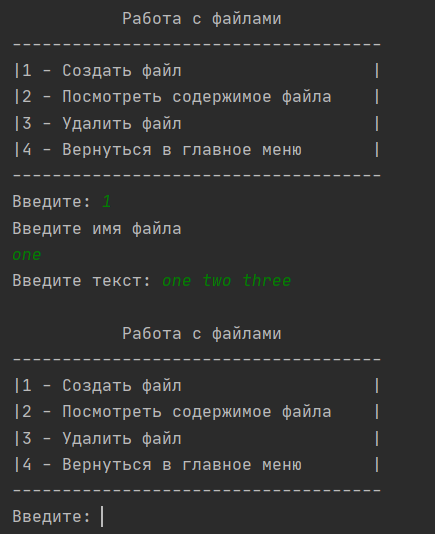 Работа с файлами
-------------------------------------
|1 - Создать файл                   |
|2 - Посмотреть содержимое файла    |
|3 - Удалить файл                   |
|4 - Вернуться в главное меню       |
-------------------------------------
Введите: 1
Введите имя файла
one
Введите текст: one two three
Работа с файлами
-------------------------------------
|1 - Создать файл                   |
|2 - Посмотреть содержимое файла    |
|3 - Удалить файл                   |
|4 - Вернуться в главное меню       |
-------------------------------------
Введите: